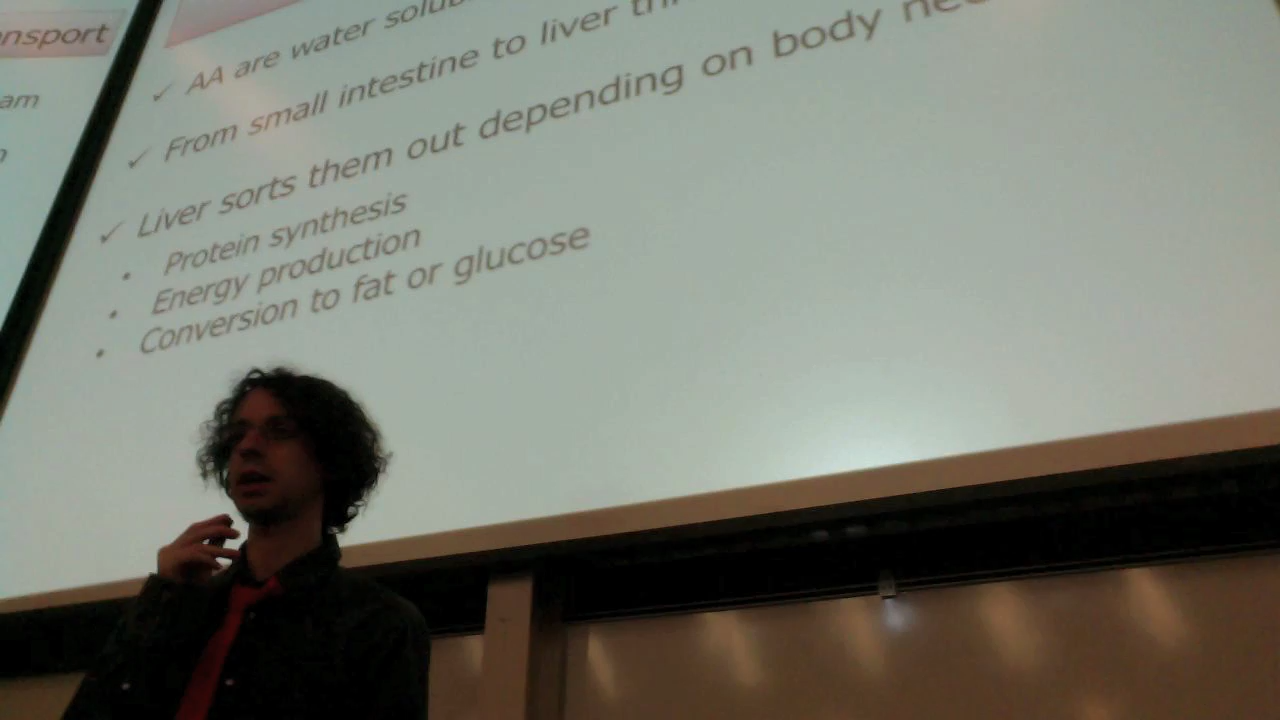 nsport
am
AA are water
From small intestine to liver
Liver sorts them out depending on body
Protein synthesis
Energy production
Conversion to fat or glucose